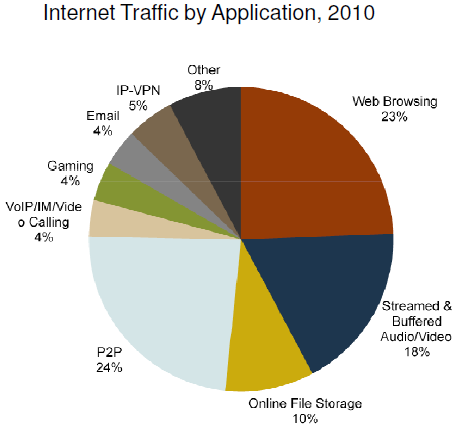 Internet Traffic by Application, 2010
Other
8%
IP-VPN
5%
Web Browsing
23%
Email
4%
Gaming
4%
VoIP/IM/Vide
o Calling
4%
Streamed &
Buffered
Audio/Video
18%
P2P
24%
Online File Storage
10%